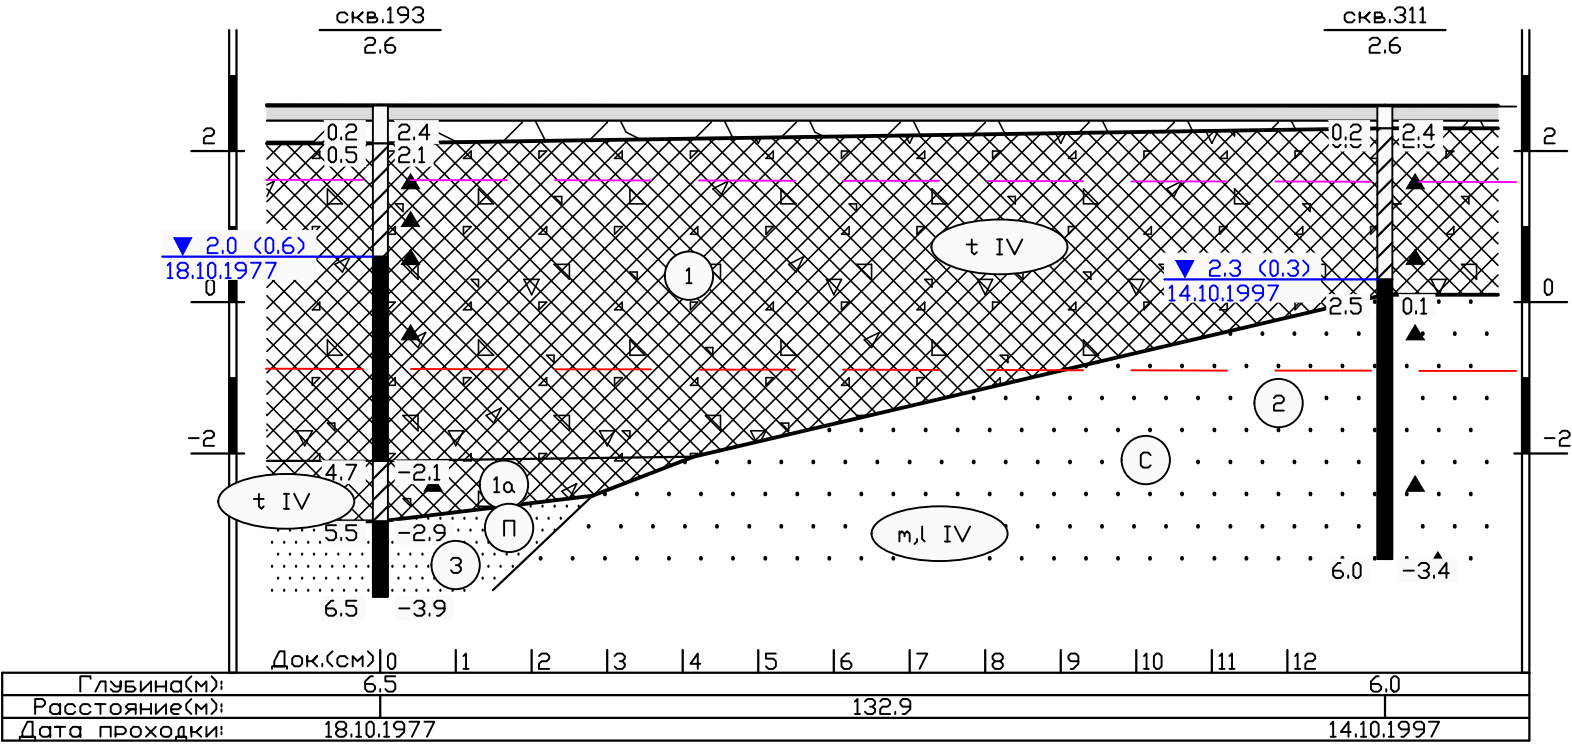 скв.193
2.6
скв.311
2.6
0.2 2.4
0.5 2.1
0.2 2.4
2
2
2.0 (0.6)
18.10.1977
0
t IV
1
2.3 (0.3)
14.10.1997
0
2.5 0.1
2
-2
-2
С
4.7 -2.1
1а
t IV
П
5.5 -2.9
m,l IV
3
6.0 -3.4
6.5 -3.9
Док.(см) 0 1 2 3 4 5 6 7 8 9 10 11 12
Глубина(м): 6.5 6.0
Расстояние(м): 132.9
Дата проходки: 18.10.1977 14.10.1997